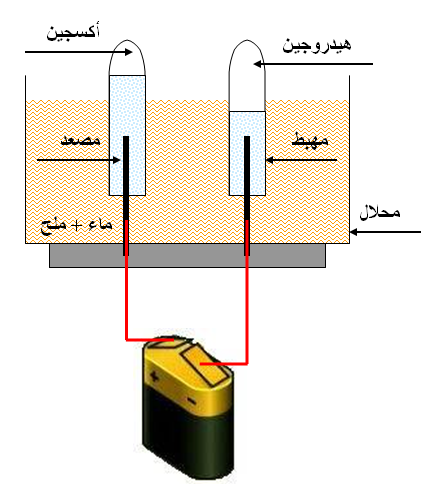 أكسجين
هيدروجين
مصعد
مهبط
محلال
ماء + ملح
+
-